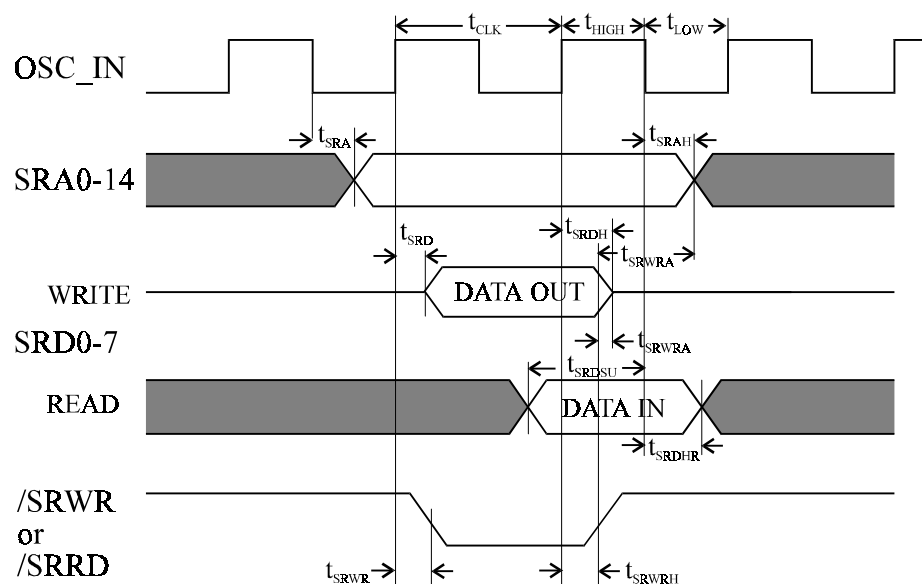 tCLK tHIGH tLOW
OSC_IN
tSRA tSRAH
SRA0-14
tSRD tSRDH
tSRWRA
WRITE DATA OUT
SRD0-7
tSRWRA
tSRDSU
READ DATA IN
tSRDHR
/SRWR
or
/SRRD
tSRWR tSRWRH